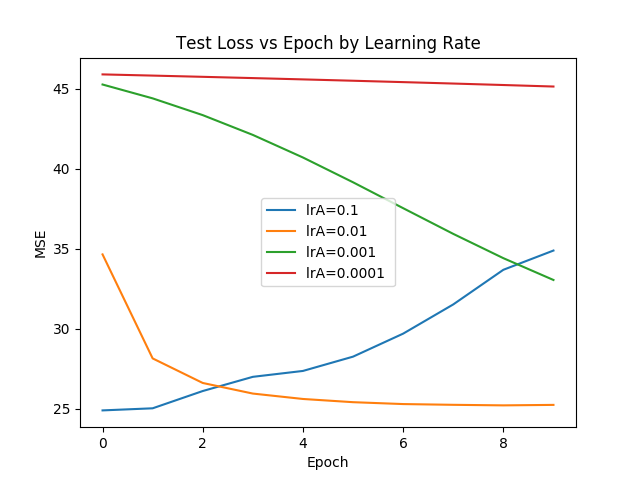 Test Loss vs Epoch by Learning Rate
45
40
35
30
25
MSE
lrA=0.1
lrA=0.01
lrA=0.001
lrA=0.0001
0 2 4 6 8
Epoch